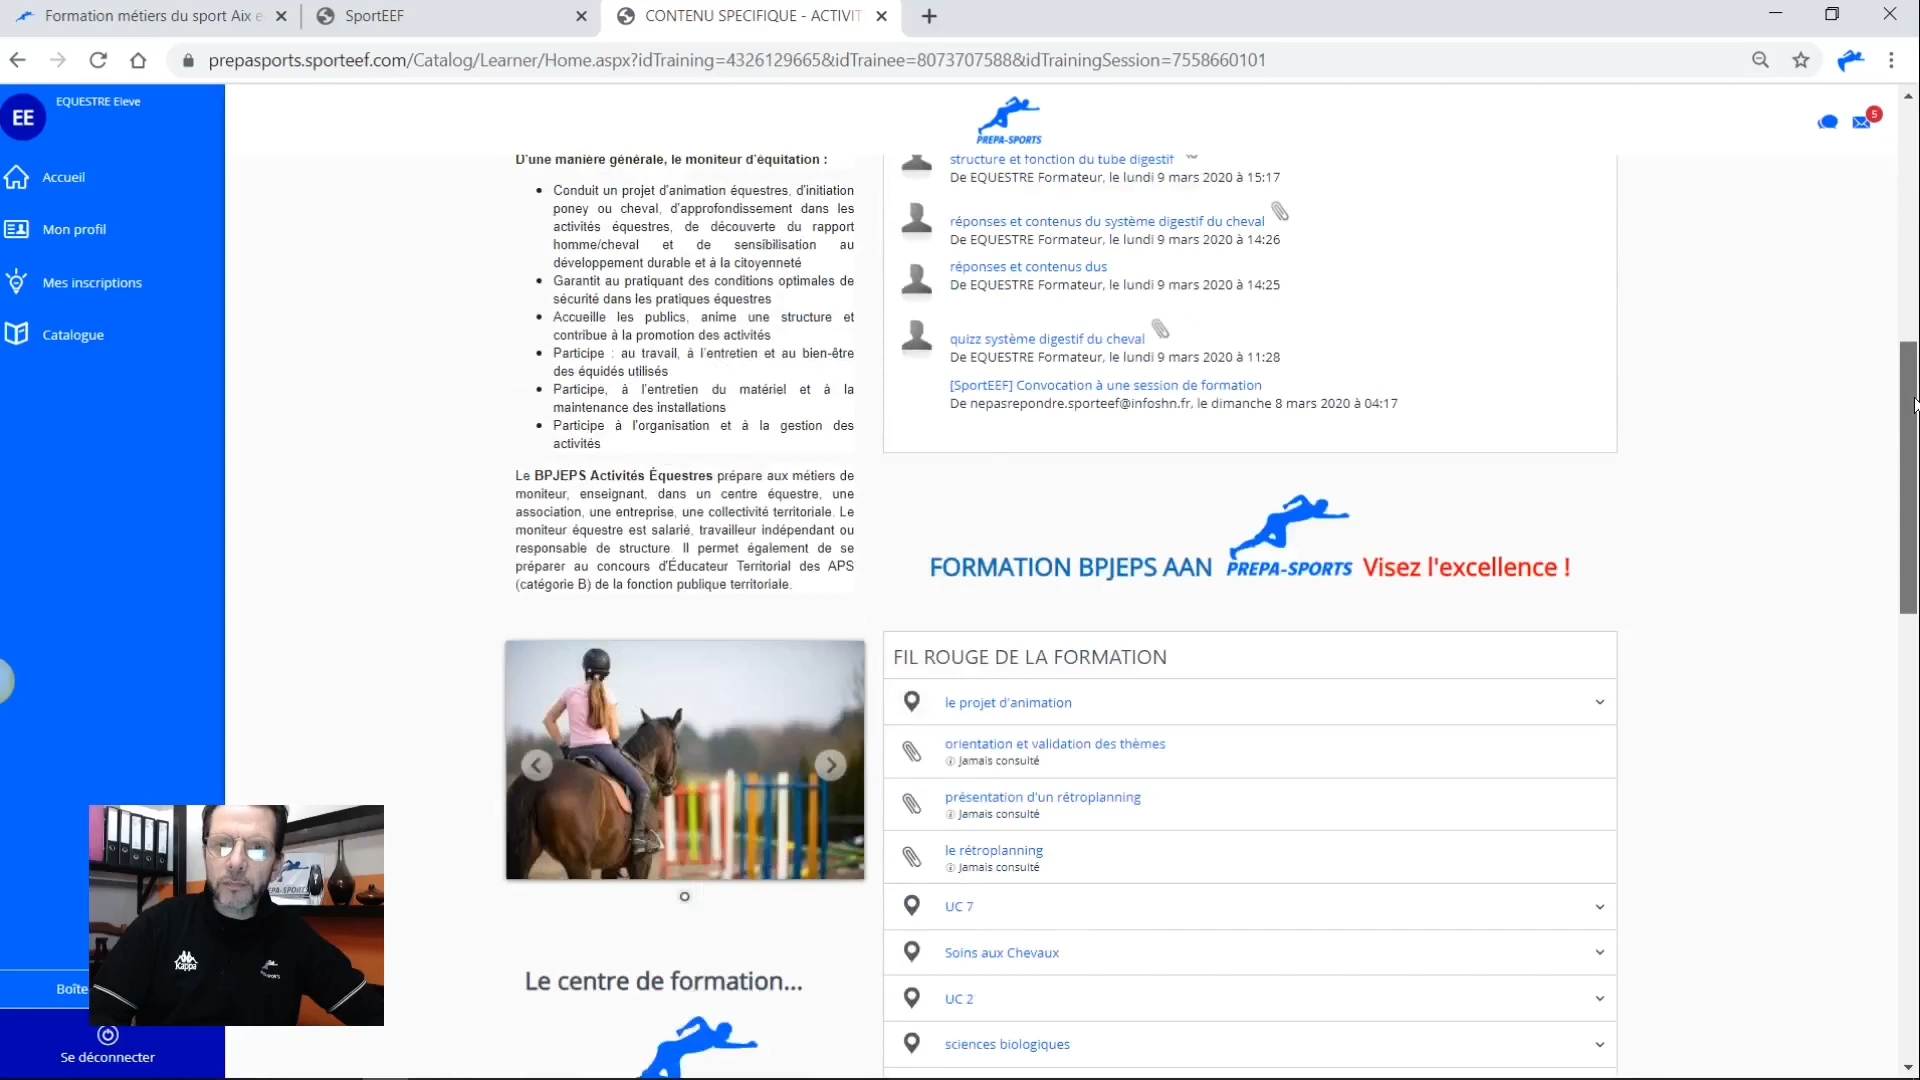 Formation métiers du sport Aix e
SportEEF
CONTENU SPECIFIQUE - ACTIVIT
prepasports.sporteef.com/Catalog/Learner/Home.aspx?idTraining=4326129665&idTrainee=8073707588&idTrainingSession=7558660101
EE
EQUESTRE Eleve
Accueil
Mon profil
Mes inscriptions
Catalogue
Boîte
Se déconnecter
PREPA-SPORTS
5
D'une manière générale, le moniteur d'équitation :
Conduit un projet d'animation équestres, d'initiation
poney ou cheval, d'approfondissement dans les
activités équestres, de découverte du rapport
homme/cheval et de sensibilisation au
développement durable et à la citoyenneté
Garantit au pratiquant des conditions optimales de
sécurité dans les pratiques équestres
Accueille les publics, anime une structure et
contribue à la promotion des activités
Participe : au travail, à l'entretien et au bien-être
des équidés utilisés
Participe, à l'entretien du matériel et à la
maintenance des installations
Participe à l'organisation et à la gestion des
activités
Le BPJEPS Activités Équestres prépare aux métiers de
moniteur, enseignant, dans un centre équestre, une
association, une entreprise, une collectivité territoriale. Le
moniteur équestre est salarié, travailleur indépendant ou
responsable de structure. Il permet également de se
préparer au concours d'Éducateur Territorial des APS
(catégorie B) de la fonction publique territoriale.
Le centre de formation...
structure et fonction du tube digestif
De EQUESTRE Formateur, le lundi 9 mars 2020 à 15:17
réponses et contenus du système digestif du cheval
De EQUESTRE Formateur, le lundi 9 mars 2020 à 14:26
réponses et contenus dus
De EQUESTRE Formateur, le lundi 9 mars 2020 à 14:25
quizz système digestif du cheval
De EQUESTRE Formateur, le lundi 9 mars 2020 à 11:28
[SportEEF] Convocation à une session de formation
De nepasrepondre.sporteef@infoshn.fr, le dimanche 8 mars 2020 à 04:17
FORMATION BPJEPS AAN PREPA-SPORTS Visez l'excellence !
FIL ROUGE DE LA FORMATION
le projet d'animation
orientation et validation des thèmes
Jamais consulté
présentation d'un rétroplanning
Jamais consulté
le rétroplanning
Jamais consulté
UC 7
Soins aux Chevaux
UC 2
sciences biologiques
Kappa